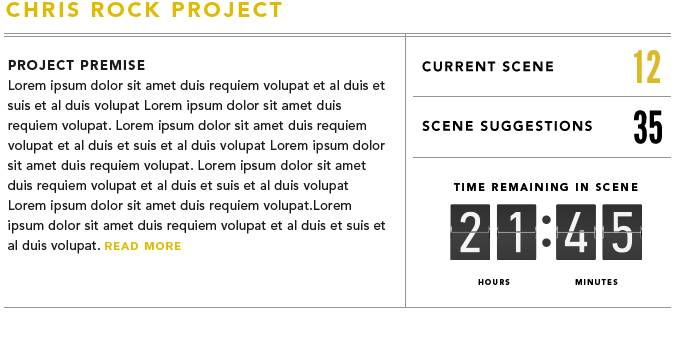 CHRIS ROCK PROJECT
PROJECT PREMISE
Lorem ipsum dolor sit amet duis requiem volupat et al duis et
suis et al duis volupat Lorem ipsum dolor sit amet duis
requiem volupat. Lorem ipsum dolor sit amet duis requiem
volupat et al duis et suis et al duis volupat Lorem ipsum dolor
sit amet duis requiem volupat. Lorem ipsum dolor sit amet
duis requiem volupat et al duis et suis et al duis volupat
Lorem ipsum dolor sit amet duis requiem volupat.Lorem
ipsum dolor sit amet duis requiem volupat et al duis et suis et
al duis volupat. READ MORE
CURRENT SCENE 12
SCENE SUGGESTIONS 35
TIME REMAINING IN SCENE
21:45
HOURS MINUTES